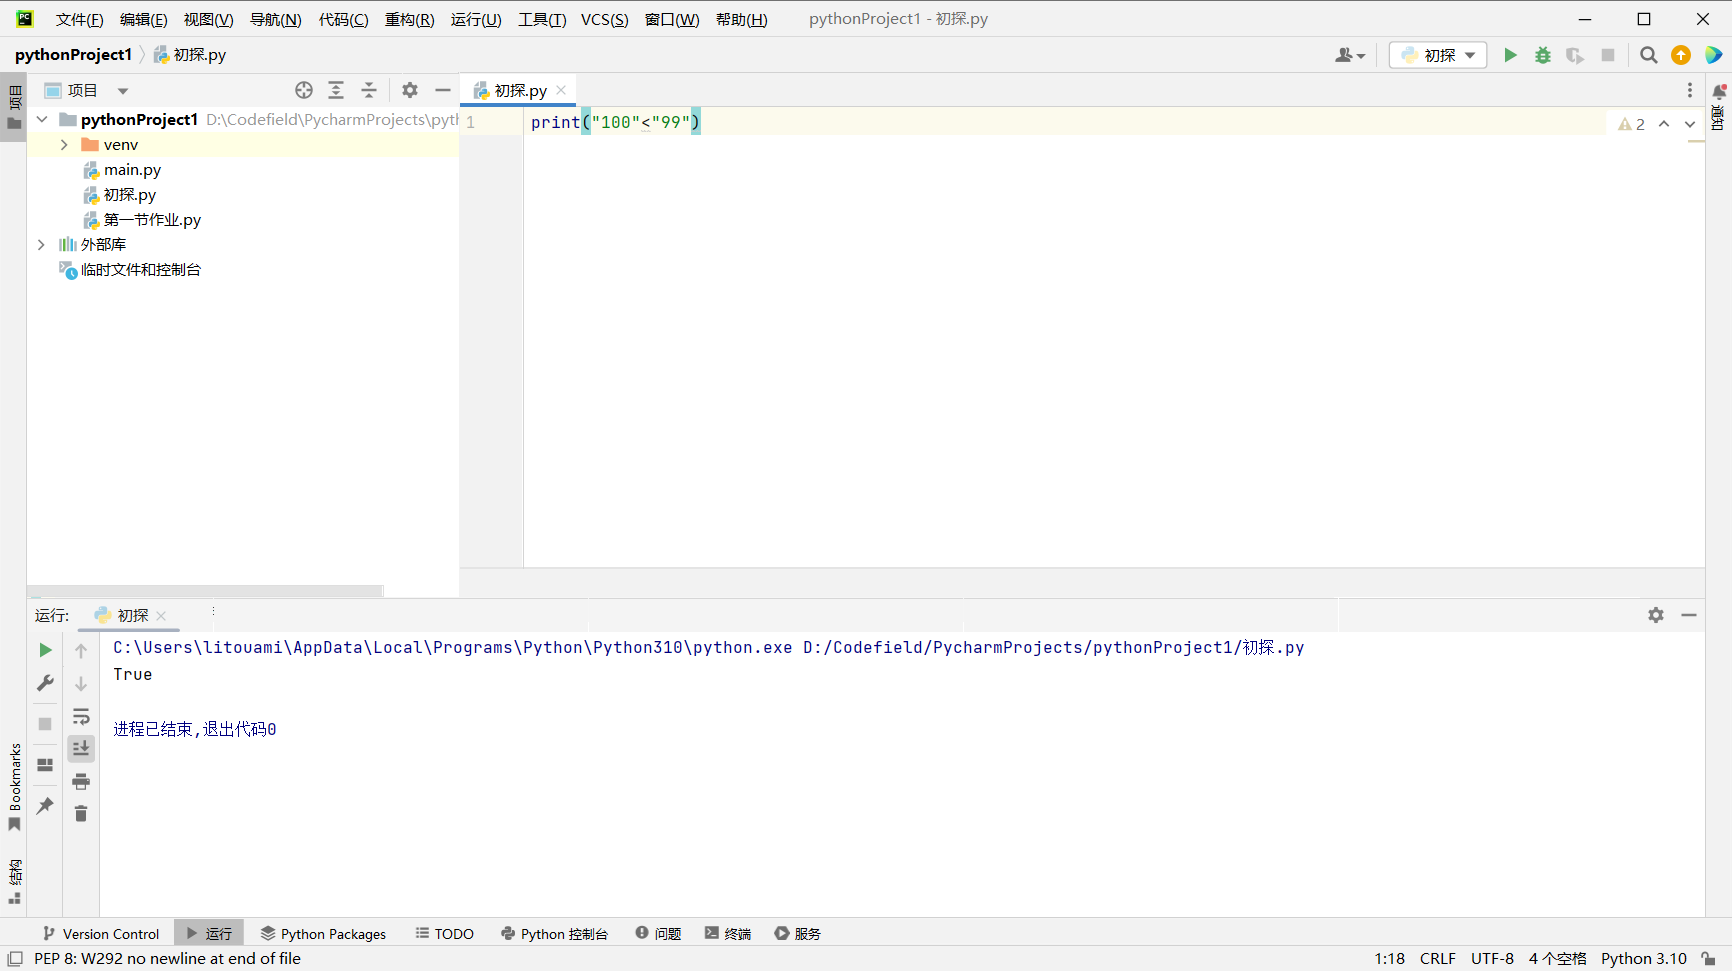 文件(F) 编辑(E) 视图(V) 导航(N) 代码(C) 重构(R) 运行(U) 工具(T) VCS(S) 窗口(W) 帮助(H) pythonProject1 - 初探.py
pythonProject1 初探.py
初探
项目
项目
初探.py
通知
pythonProject1 D:\Codefield\PycharmProjects\pyth
venv
main.py
初探.py
第一节作业.py
外部库
临时文件和控制台
1 print("100"<"99")
2
运行: 初探
C:\Users\litouami\AppData\Local\Programs\Python\Python310\python.exe D:/Codefield/PycharmProjects/pythonProject1/初探.py
True
进程已结束,退出代码0
Bookmarks
结构
Version Control 运行 Python Packages TODO Python 控制台 问题 终端 服务
PEP 8: W292 no newline at end of file
1:18 CRLF UTF-8 4 个空格 Python 3.10